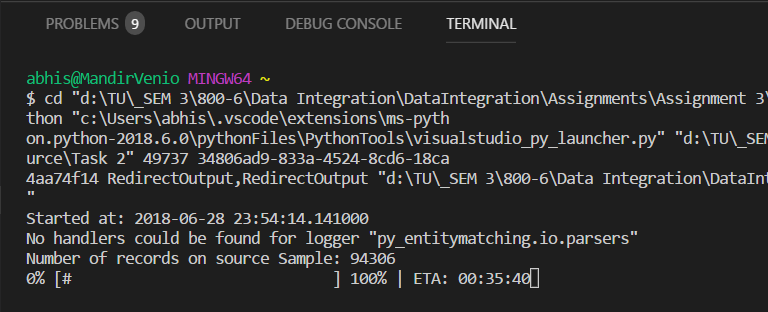 PROBLEMS 9 OUTPUT DEBUG CONSOLE TERMINAL
abhis@MandirVenio MINGW64 ~
$ cd "d:\TU\_SEM 3\800-6\Data Integration\DataIntegration\Assignments\Assignment 3\
thon "c:\Users\abhis\.vscode\extensions\ms-pyth
on.python-2018.6.0\pythonFiles\PythonTools\visualstudio_py_launcher.py" "d:\TU\_SEM
urce\Task 2" 49737 34806ad9-833a-4524-8cd6-18ca
4aa74f14 RedirectOutput,RedirectOutput "d:\TU\_SEM 3\800-6\Data Integration\DataInt
"
Started at: 2018-06-28 23:54:14.141000
No handlers could be found for logger "py_entitymatching.io.parsers"
Number of records on source Sample: 94306
0% [#                             ] 100% | ETA: 00:35:40